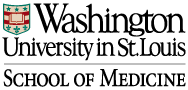 Washington
University in St. Louis
SCHOOL OF MEDICINE